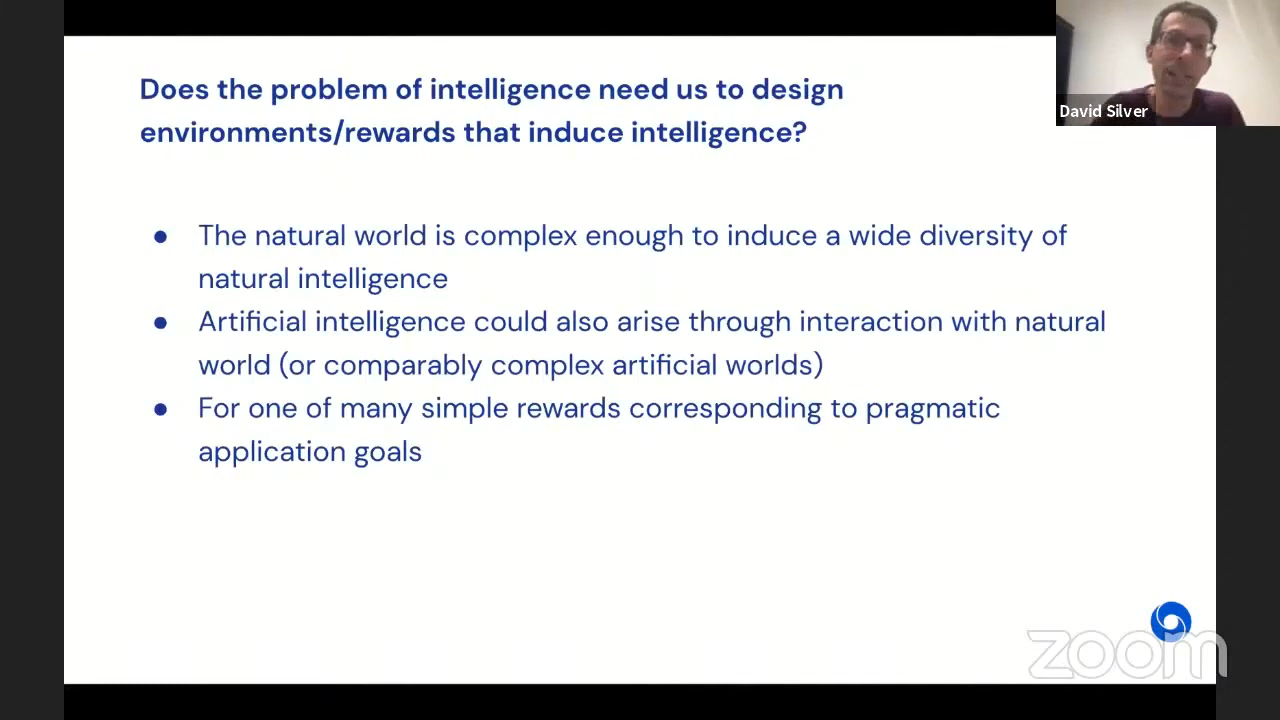 Does the problem of intelligence need us to design
environments/rewards that induce intelligence?
David Silver
● The natural world is complex enough to induce a wide diversity of
natural intelligence
● Artificial intelligence could also arise through interaction with natural
world (or comparably complex artificial worlds)
● For one of many simple rewards corresponding to pragmatic
application goals
zoom